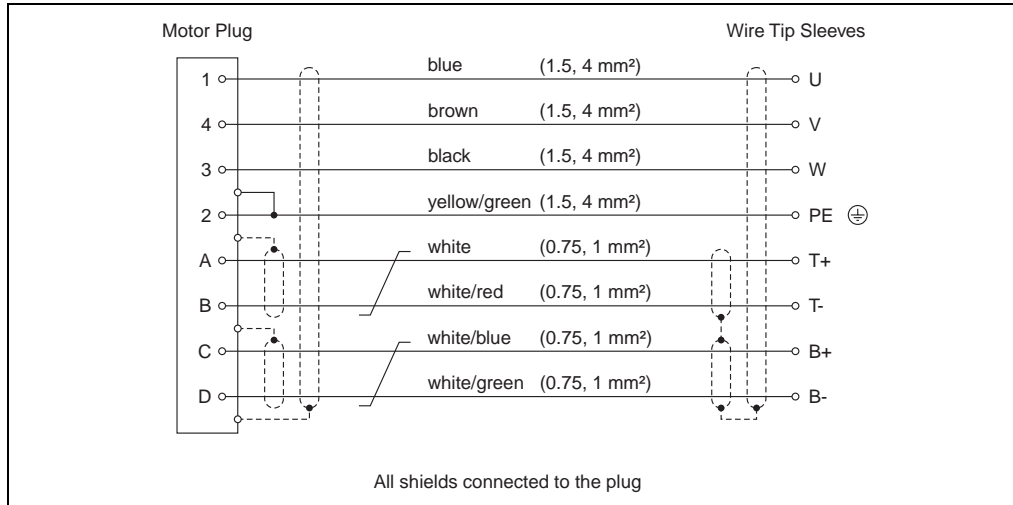 Motor Plug Wire Tip Sleeves
1 blue (1.5, 4 mm²) U
4 brown (1.5, 4 mm²) V
3 black (1.5, 4 mm²) W
2 yellow/green (1.5, 4 mm²) PE
A white (0.75, 1 mm²) T+
B white/red (0.75, 1 mm²) T-
C white/blue (0.75, 1 mm²) B+
D white/green (0.75, 1 mm²) B-
All shields connected to the plug